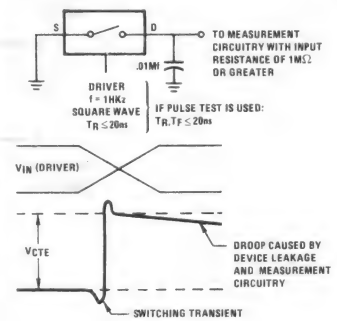 S
D
TO MEASUREMENT
CIRCUITRY WITH INPUT
RESISTANCE OF 1MΩ
OR GREATER
.01Mf
DRIVER
f = 1HKz
SQUARE WAVE
TR ≤ 20ns
IF PULSE TEST IS USED:
TR,TF ≤ 20ns
VIN (DRIVER)
VCTE
DROOP CAUSED BY
DEVICE LEAKAGE
AND MEASUREMENT
CIRCUITRY
SWITCHING TRANSIENT